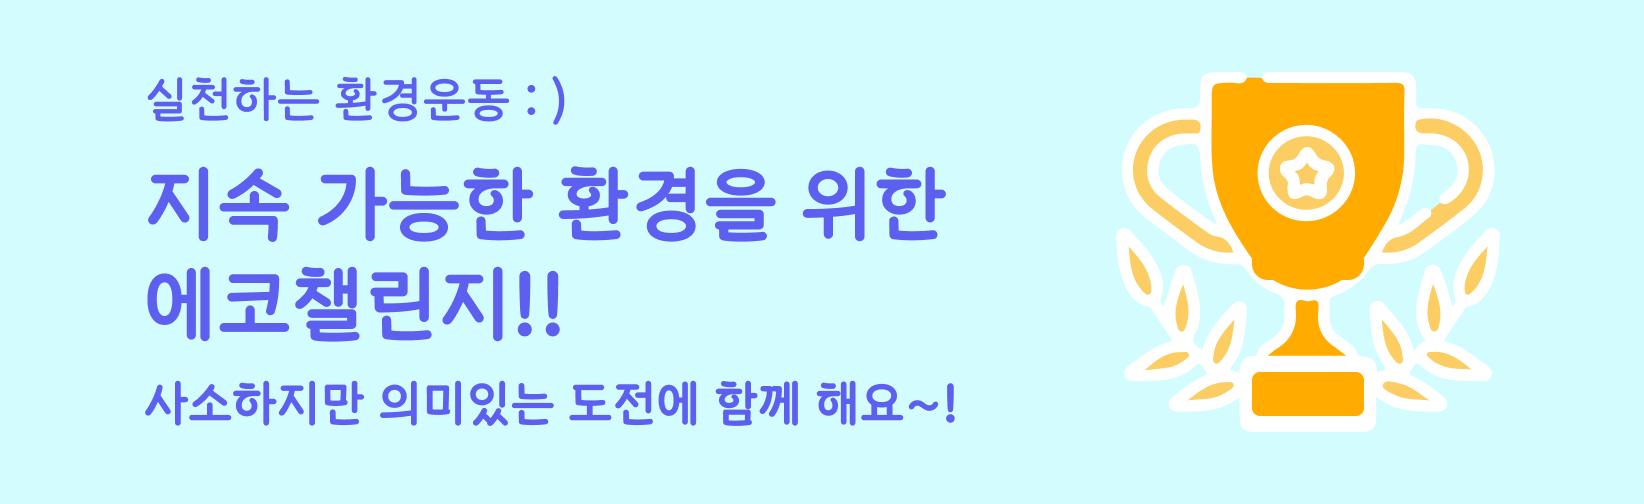 실천하는 환경운동 : )
지속 가능한 환경을 위한
에코챌린지!!
사소하지만 의미있는 도전에 함께 해요~!